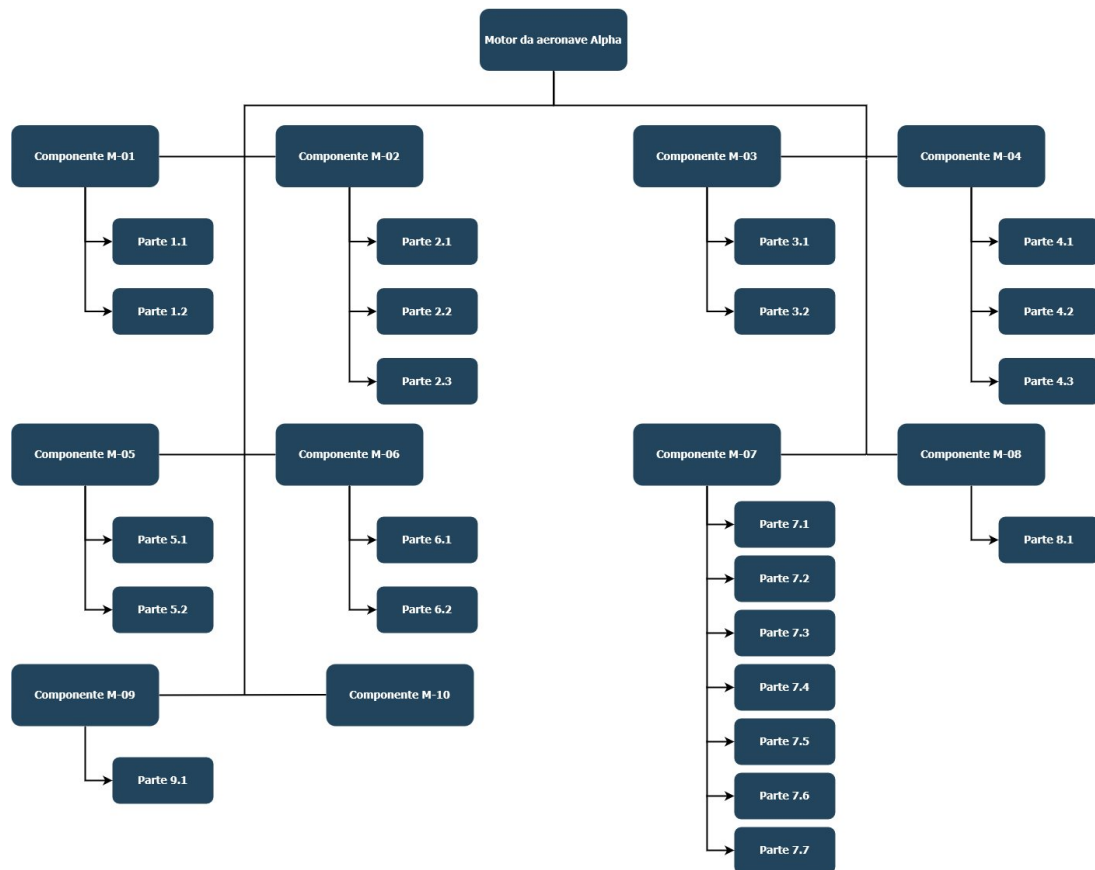 Motor da aeronave Alpha
Componente M-01
Componente M-02
Componente M-03
Componente M-04
Parte 1.1
Parte 2.1
Parte 3.1
Parte 4.1
Parte 1.2
Parte 2.2
Parte 3.2
Parte 4.2
Parte 2.3
Parte 4.3
Componente M-05
Componente M-06
Componente M-07
Componente M-08
Parte 5.1
Parte 6.1
Parte 7.1
Parte 8.1
Parte 7.2
Parte 5.2
Parte 6.2
Parte 7.3
Parte 7.4
Componente M-09
Componente M-10
Parte 7.5
Parte 9.1
Parte 7.6
Parte 7.7